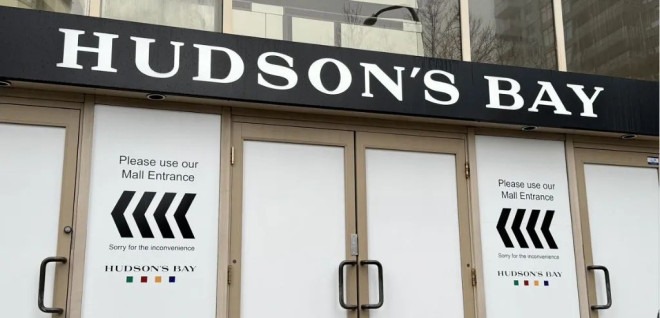 HUDSON'S BAY
Please use our
Mall Entrance
Sorry for the inconvenience
HUDSON'S BAY
Please use our
Mall Entrance
Sorry for the inconvenience
HUDSON'S BAY